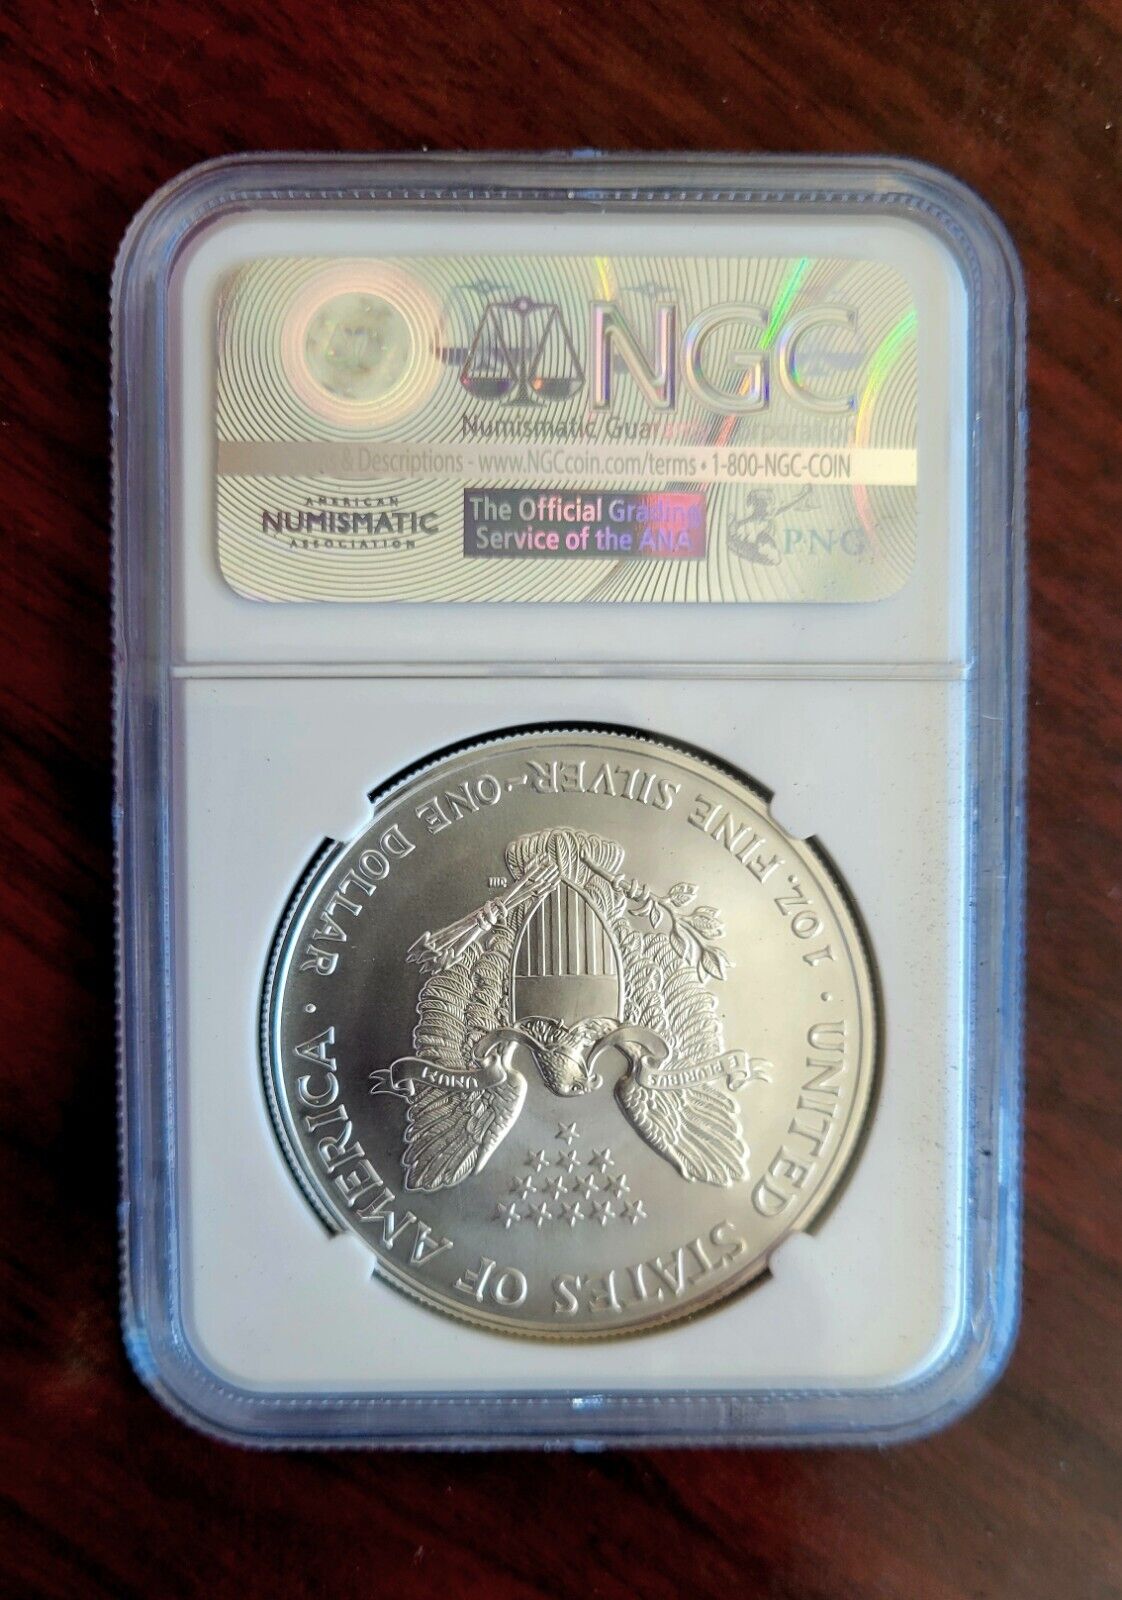 NGC
Numismatic Guaranty Corporation
& Descriptions - www.NGCcoin.com/terms • 1-800-NGC-COIN
AMERICAN
NUMISMATIC
ASSOCIATION
The Official Grading
Service of the ANA
PNG
UNITED STATES OF AMERICA
1 OZ. FINE SILVER~ONE DOLLAR
E PLURIBUS
UNUM